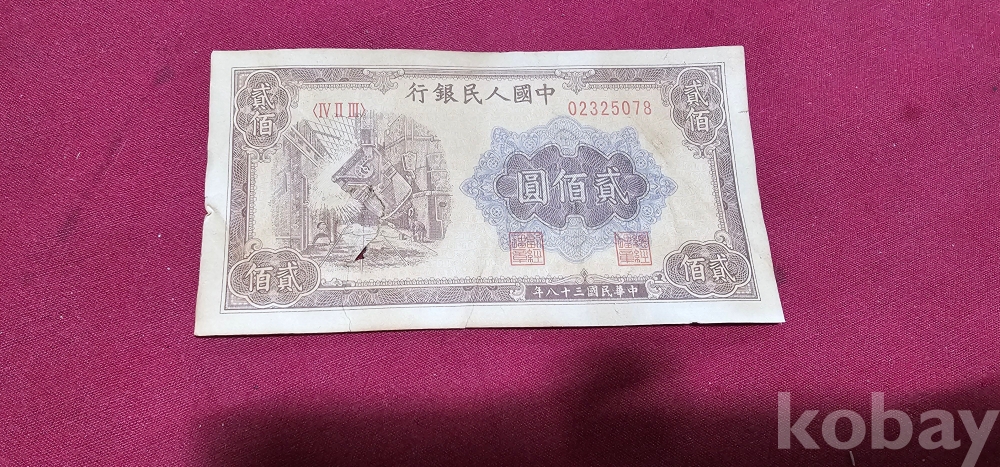 行銀民人國中
〈IV II III〉
02325078
貳佰
貳佰
圓佰貳
佰貳
佰貳
年八十三國民華中
kobay